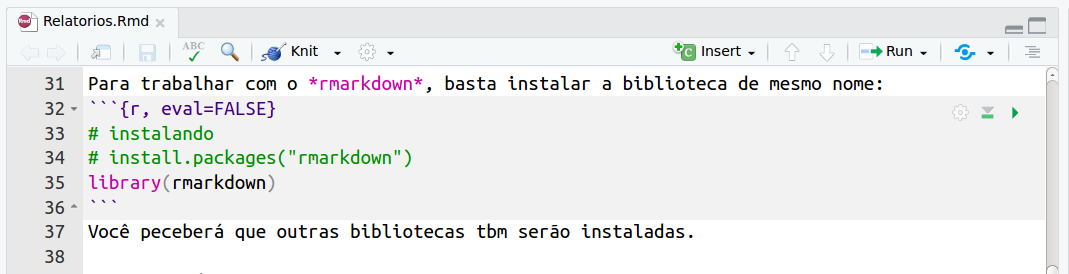 Rmd Relatorios.Rmd
ABC Knit Insert Run
31 Para trabalhar com o *rmarkdown*, basta instalar a biblioteca de mesmo nome:
32 ```{r, eval=FALSE}
33 # instalando
34 # install.packages("rmarkdown")
35 library(rmarkdown)
36 ```
37 Você peceberá que outras bibliotecas tbm serão instaladas.
38